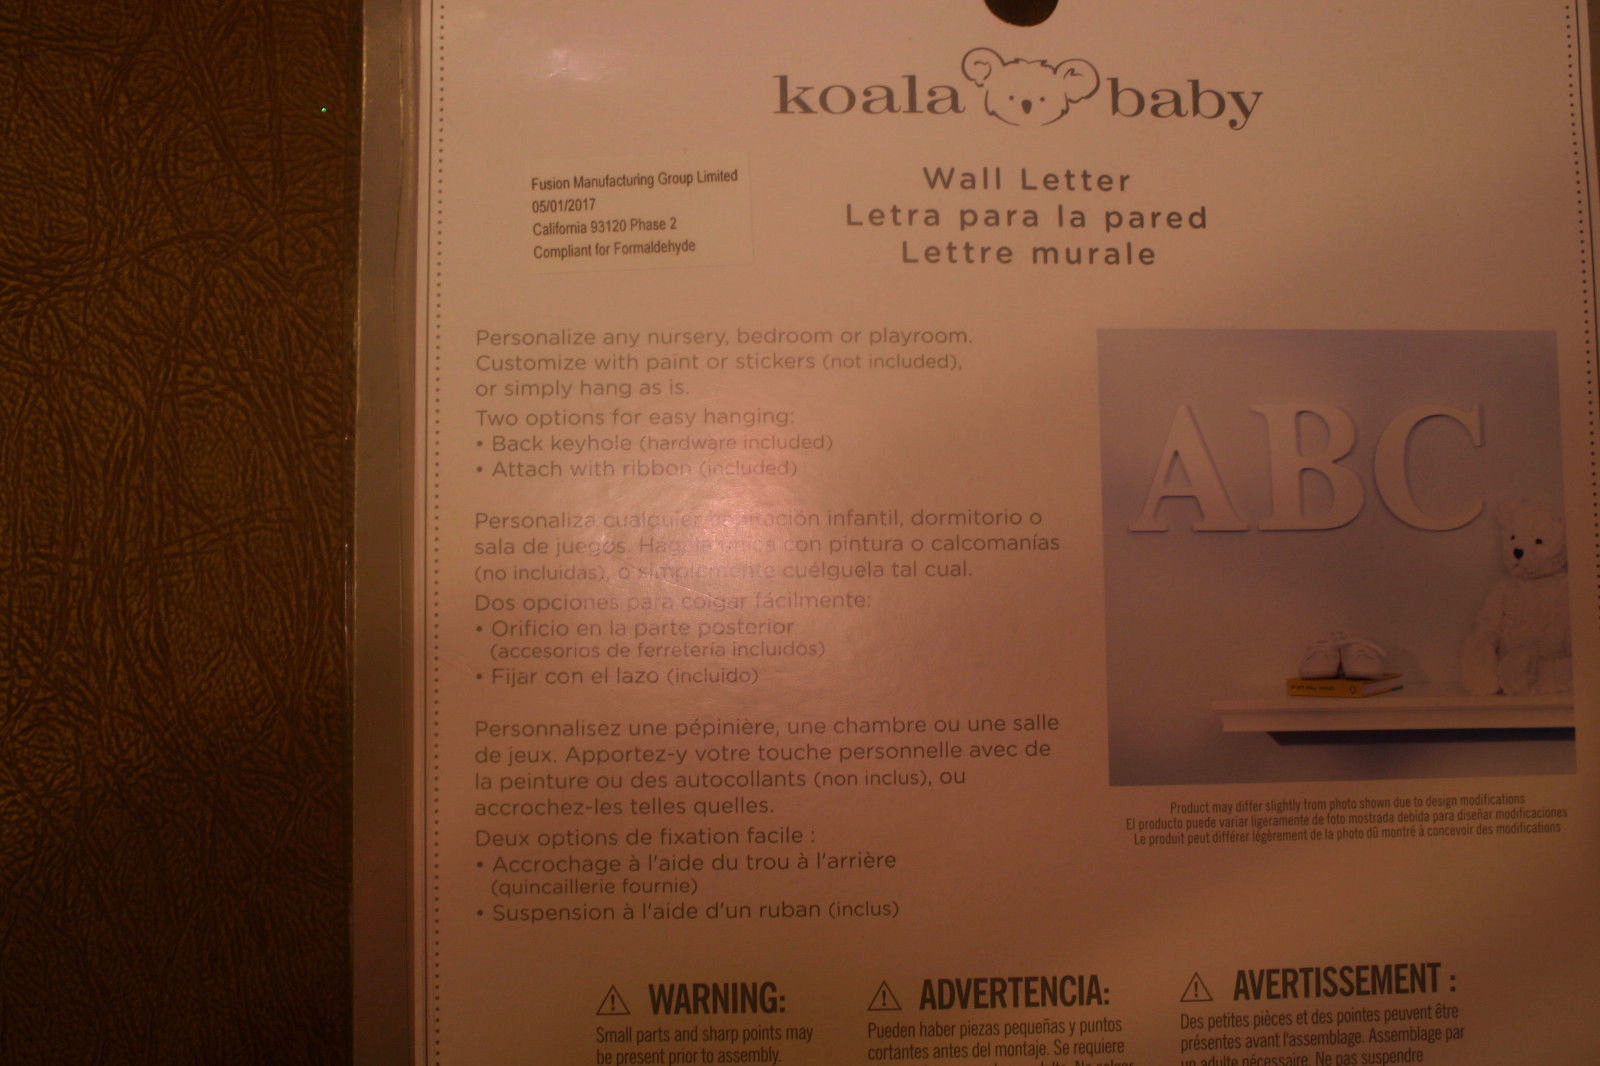 koala baby
Fusion Manufacturing Group Limited
05/01/2017
California 93120 Phase 2
Compliant for Formaldehyde
Wall Letter
Letra para la pared
Lettre murale
Personalize any nursery, bedroom or playroom.
Customize with paint or stickers (not included),
or simply hang as is.
Two options for easy hanging:
• Back keyhole (hardware included)
• Attach with ribbon (included)
Personaliza cualquier habitación infantil, dormitorio o
sala de juegos. con pintura o calcomanías
(no incluidas), o simplemente cuélguela tal cual.
Dos opciones para colgar fácilmente:
• Orificio en la parte posterior
(accesorios de ferretería incluidos)
• Fijar con el lazo (incluido)
Personnalisez une pépinière, une chambre ou une salle
de jeux. Apportez-y votre touche personnelle avec de
la peinture ou des autocollants (non inclus), ou
accrochez-les telles quelles.
Deux options de fixation facile :
• Accrochage à l'aide du trou à l'arrière
(quincaillerie fournie)
• Suspension à l'aide d'un ruban (inclus)
ABC
Product may differ slightly from photo shown due to design modifications
El producto puede variar ligeramente de foto mostrada debida para diseñar modificaciones
Le produit peut différer légèrement de la photo dû montré à concevoir des modifications
WARNING:
Small parts and sharp points may
be present prior to assembly.
ADVERTENCIA:
Pueden haber piezas pequeñas y puntos
cortantes antes del montaje. Se requiere
AVERTISSEMENT :
Des petites pièces et des pointes peuvent être
présentes avant l'assemblage. Assemblage par
un adulte nécessaire. Ne pas suspendre